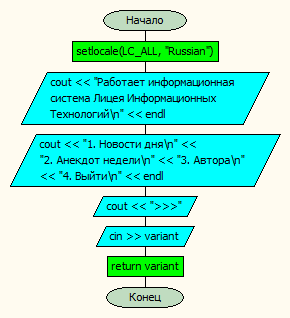 Начало
setlocale(LC_ALL, "Russian")
cout << "Работает информационная
система Лицея Информационных
Технологий\n" << endl
cout << "1. Новости дня\n" <<
"2. Анекдот недели\n" << "3. Автора\n"
<< "4. Выйти\n" << endl
cout << ">>>"
cin >> variant
return variant
Конец